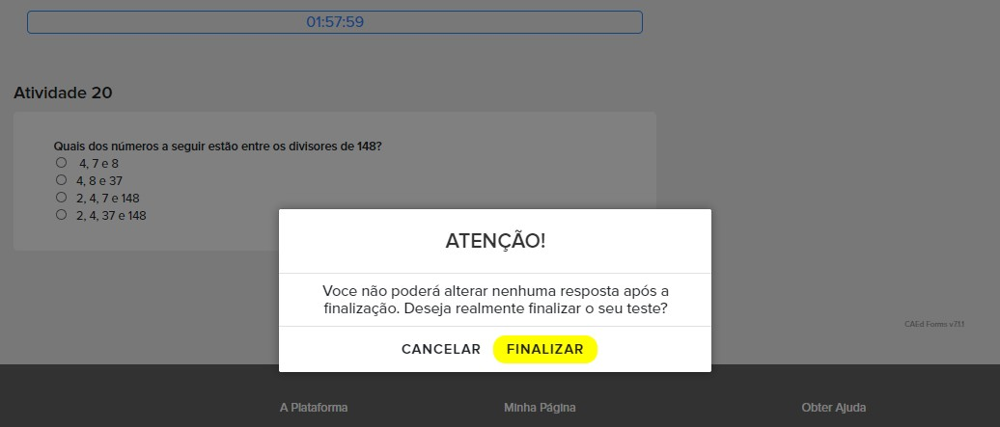 01:57:59
Atividade 20
Quais dos números a seguir estão entre os divisores de 148?
4, 7 e 8
4, 8 e 37
2, 4, 7 e 148
2, 4, 37 e 148
ATENÇÃO!
Voce não poderá alterar nenhuma resposta após a
finalização. Deseja realmente finalizar o seu teste?
CANCELAR FINALIZAR
CAEd Forms v7.1.1
A Plataforma Minha Página Obter Ajuda